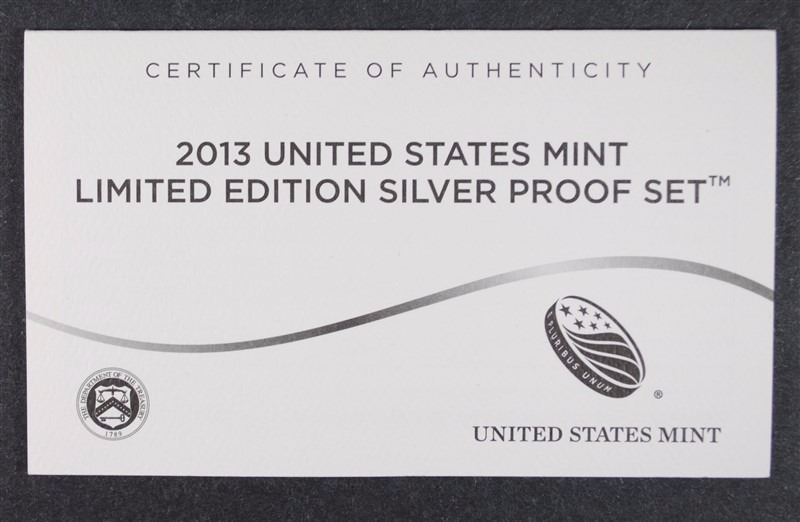 CERTIFICATE OF AUTHENTICITY
2013 UNITED STATES MINT
LIMITED EDITION SILVER PROOF SET™
E PLURIBUS UNUM
®
THE DEPARTMENT OF THE TREASURY
1789
UNITED STATES MINT